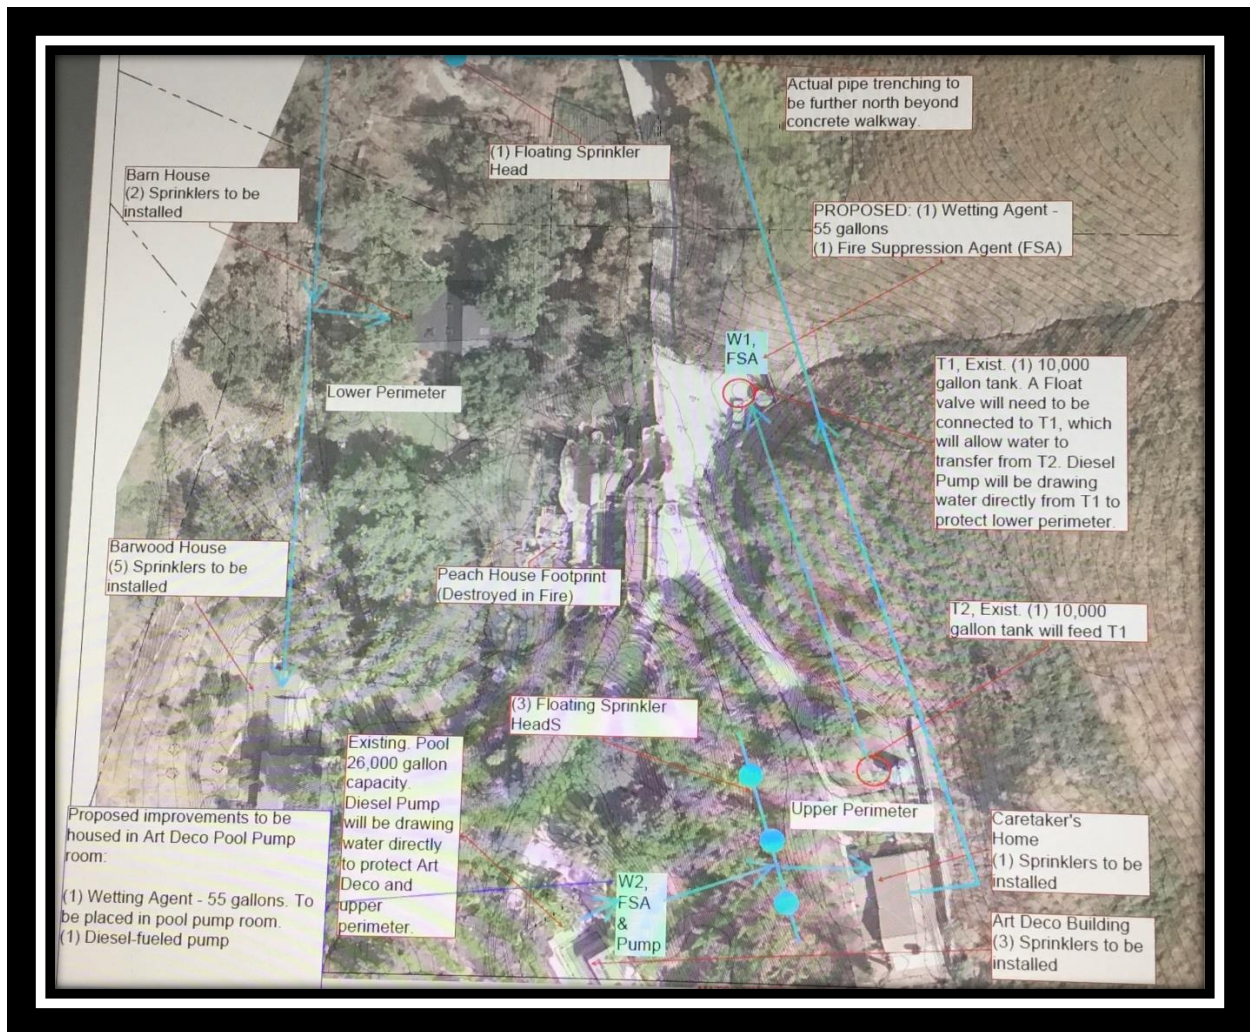 Actual pipe trenching to
be further north beyond
concrete walkway.
(1) Floating Sprinkler
Head
Barn House
(2) Sprinklers to be
installed
PROPOSED: (1) Wetting Agent -
55 gallons
(1) Fire Suppression Agent (FSA)
W1,
FSA
Lower Perimeter
T1, Exist. (1) 10,000
gallon tank. A Float
valve will need to be
connected to T1, which
will allow water to
transfer from T2. Diesel
Pump will be drawing
water directly from T1 to
protect lower perimeter.
Barwood House
(5) Sprinklers to be
installed
Peach House Footprint
(Destroyed in Fire)
T2, Exist. (1) 10,000
gallon tank will feed T1
(3) Floating Sprinkler
HeadS
Existing. Pool
26,000 gallon
capacity.
Diesel Pump
will be drawing
water directly
to protect Art
Deco and
upper
perimeter.
Upper Perimeter
Proposed improvements to be
housed in Art Deco Pool Pump
room:
(1) Wetting Agent - 55 gallons. To
be placed in pool pump room.
(1) Diesel-fueled pump
W2,
FSA
&
Pump
Caretaker's
Home
(1) Sprinklers to be
installed
Art Deco Building
(3) Sprinklers to be
installed